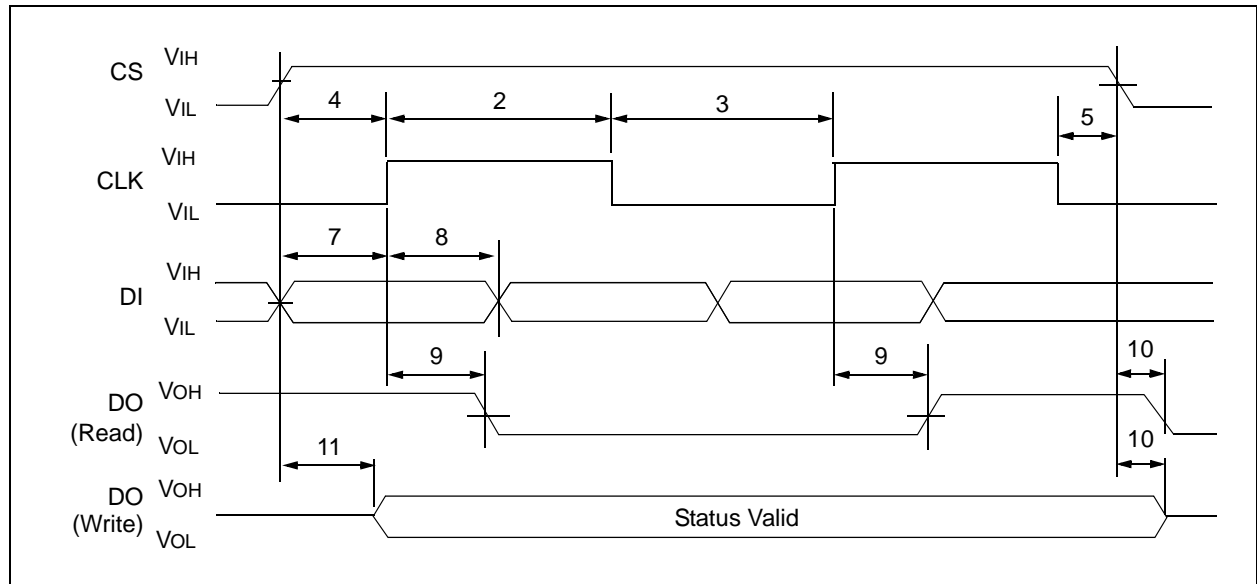 CS
VIH
VIL
4
2
3
5
CLK
VIH
VIL
7
8
DI
VIH
VIL
9
9
10
DO
(Read)
VOH
VOL
11
10
DO
(Write)
VOH
VOL
Status Valid